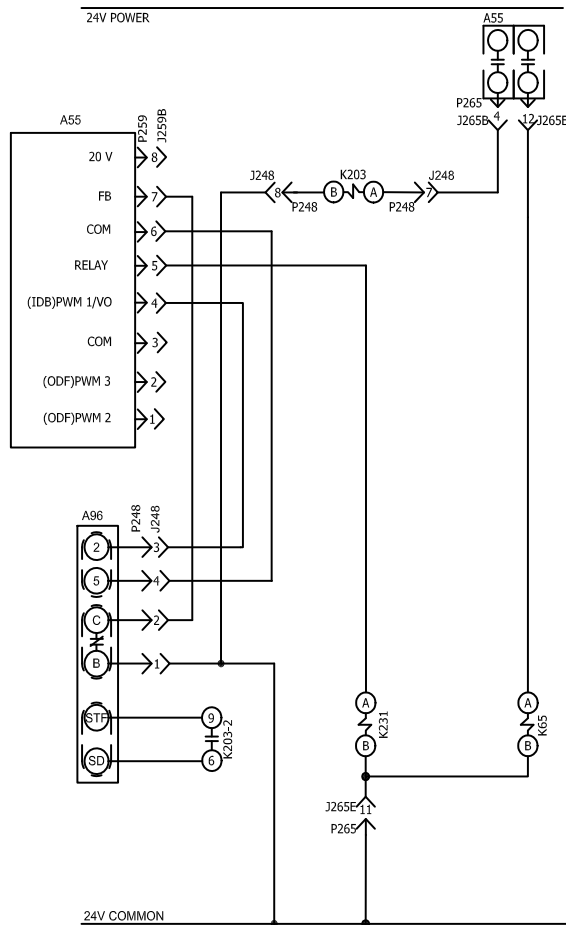 24V POWER
A55
P265
4
12
J265B
J265E
A55
P259
J259B
20 V
8
FB
7
J248
8
P248
B
K203
A
P248
7
J248
COM
6
RELAY
5
(IDB)PWM 1/VO
4
COM
3
(ODF)PWM 3
2
(ODF)PWM 2
1
A96
P248
J248
2
3
5
4
C
2
B
1
STF
9
K203-2
SD
6
A
K231
B
A
K65
B
J265E
11
P265
24V COMMON